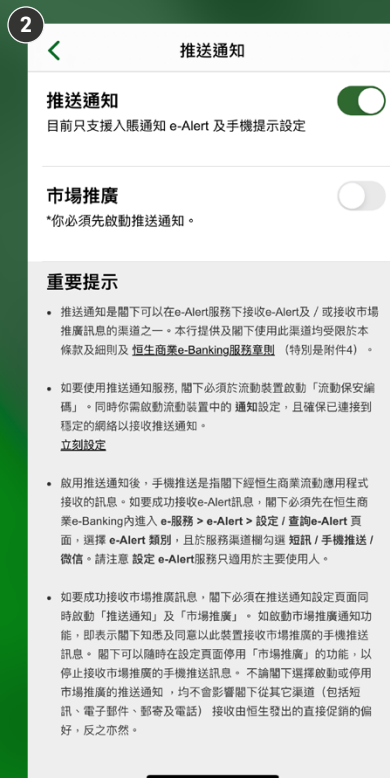 2
推送通知
推送通知
目前只支援入賬通知 e-Alert 及手機提示設定
市場推廣
*你必須先啟動推送通知。
重要提示
• 推送通知是閣下可以在e-Alert服務下接收e-Alert及 / 或接收市場
推廣訊息的渠道之一。本行提供及閣下使用此渠道均受限於本
條款及細則及 恒生商業e-Banking服務章則 （特別是附件4）。
• 如要使用推送通知服務, 閣下必須於流動裝置啟動「流動保安編
碼」。同時你需啟動流動裝置中的 通知設定，且確保已連接到
穩定的網絡以接收推送通知。
立刻設定
• 啟用推送通知後，手機推送是指閣下經恒生商業流動應用程式
接收的訊息。如要成功接收e-Alert訊息，閣下必須先在恒生商
業e-Banking內進入 e-服務 > e-Alert > 設定 / 查詢e-Alert 頁
面，選擇 e-Alert 類別，且於服務渠道欄勾選 短訊 / 手機推送 /
微信。請注意 設定 e-Alert服務只適用於主要使用人。
• 如要成功接收市場推廣訊息，閣下必須在推送通知設定頁面同
時啟動「推送通知」及「市場推廣」。 如啟動市場推廣通知功
能，即表示閣下知悉及同意以此裝置接收市場推廣的手機推送
訊息。 閣下可以隨時在設定頁面停用「市場推廣」的功能，以
停止接收市場推廣的手機推送訊息。 不論閣下選擇啟動或停用
市場推廣的推送通知 ，均不會影響閣下從其它渠道（包括短
訊、電子郵件、郵寄及電話） 接收由恒生發出的直接促銷的偏
好，反之亦然。